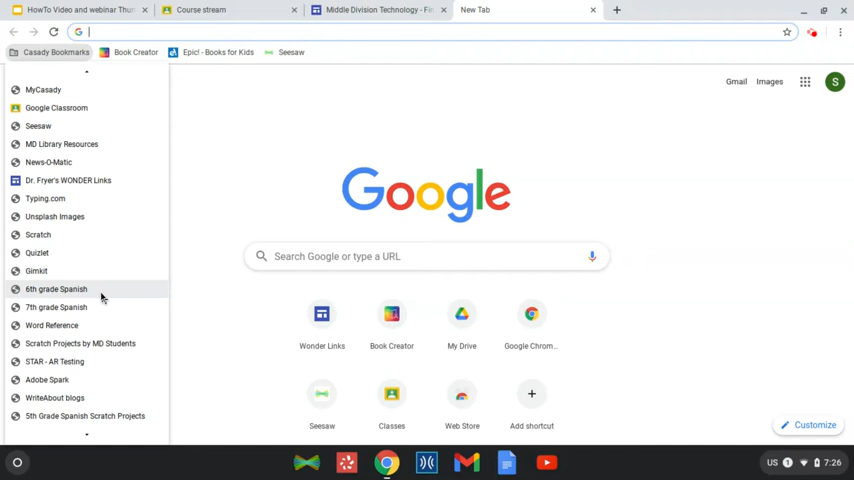 HowTo Video and webinar Thun
Course stream
Middle Division Technology - Fi
New Tab
Casady Bookmarks
Book Creator
Epic! - Books for Kids
Seesaw
MyCasady
Google Classroom
Seesaw
MD Library Resources
News-O-Matic
Dr. Fryer's WONDER Links
Typing.com
Unsplash Images
Scratch
Quizlet
Gimkit
6th grade Spanish
7th grade Spanish
Word Reference
Scratch Projects by MD Students
STAR - AR Testing
Adobe Spark
WriteAbout blogs
5th Grade Spanish Scratch Projects
Gmail Images
S
Google
Search Google or type a URL
Wonder Links
Book Creator
My Drive
Google Chrom...
Seesaw
Classes
Web Store
Add shortcut
Customize
US 1 7:26